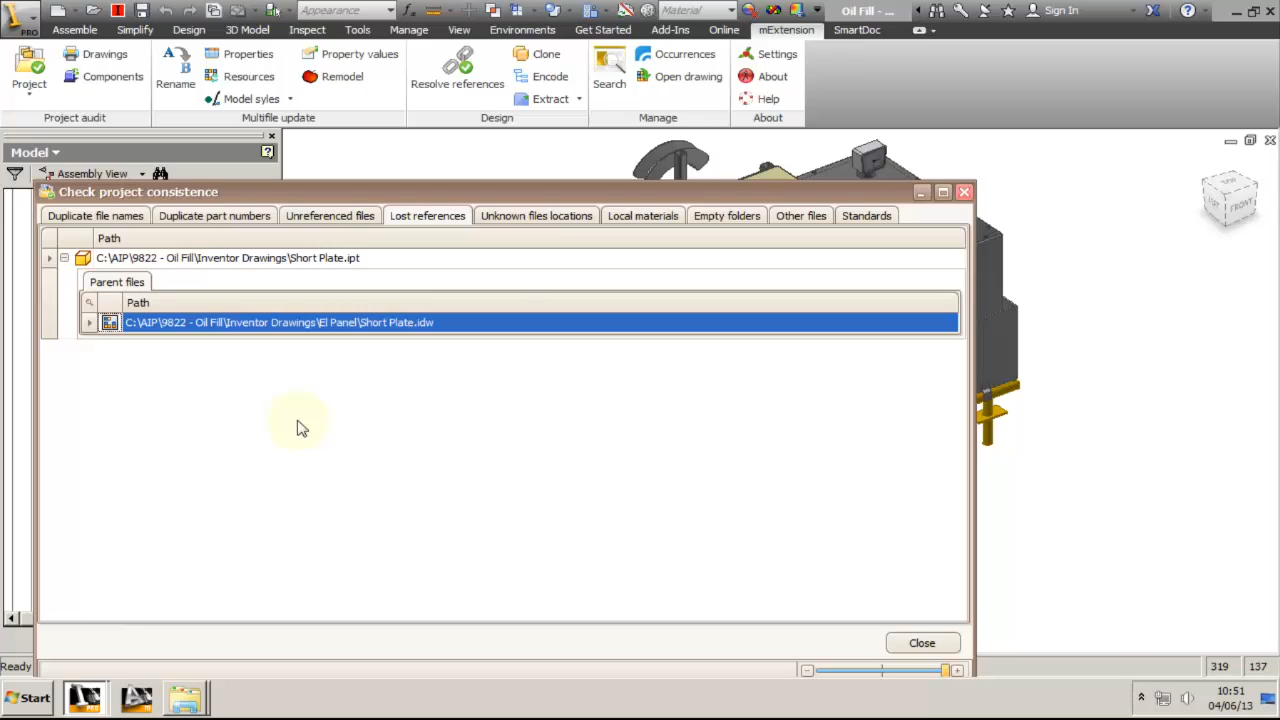 Appearance
Material
Oil Fill - ...
Sign In
PRO
Assemble
Simplify
Design
3D Model
Inspect
Tools
Manage
View
Environments
Get Started
Add-Ins
Online
mExtension
SmartDoc
Project
Drawings
Components
Rename
Properties
Resources
Model syles
Property values
Remodel
Resolve references
Clone
Encode
Extract
Search
Occurrences
Open drawing
Settings
About
Help
Project audit
Multifile update
Design
Manage
About
Model
Assembly View
TOP
FRONT
Check project consistence
Duplicate file names
Duplicate part numbers
Unreferenced files
Lost references
Unknown files locations
Local materials
Empty folders
Other files
Standards
Path
C:\AIP\9822 - Oil Fill\Inventor Drawings\Short Plate.ipt
Parent files
Path
C:\AIP\9822 - Oil Fill\Inventor Drawings\El Panel\Short Plate.idw
Close
Ready
319
137
Start
10:51
04/06/13